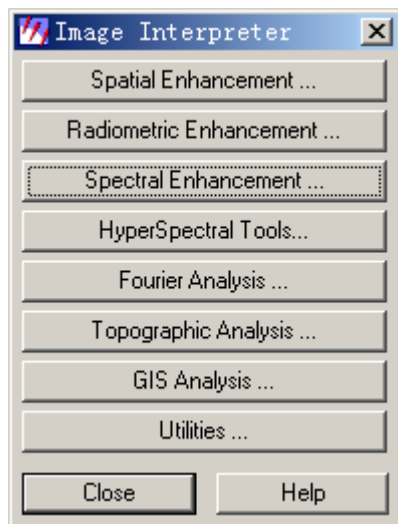 Image Interpreter
Spatial Enhancement ...
Radiometric Enhancement ...
Spectral Enhancement ...
HyperSpectral Tools...
Fourier Analysis ...
Topographic Analysis ...
GIS Analysis ...
Utilities ...
Close Help